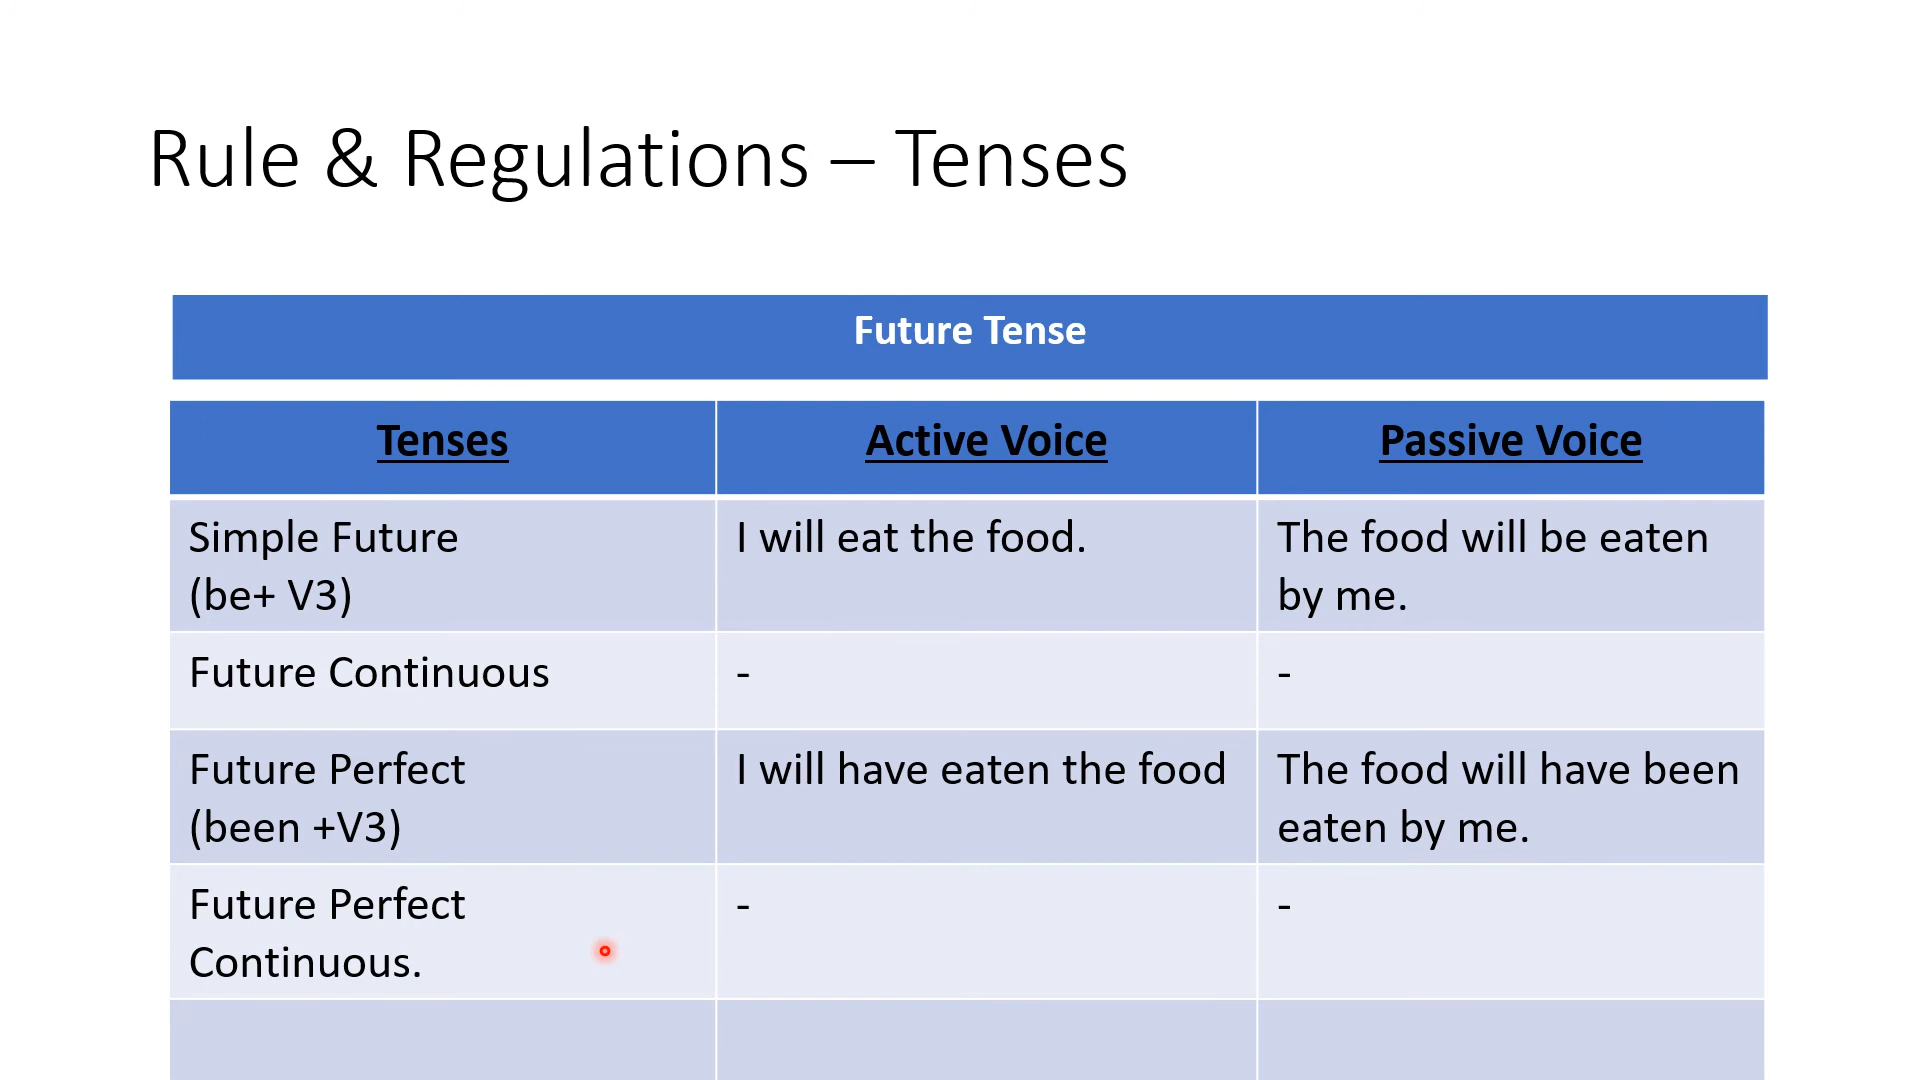 Rule & Regulations – Tenses
Future Tense
Tenses
Active Voice
Passive Voice
Simple Future
(be+ V3)
I will eat the food.
The food will be eaten
by me.
Future Continuous
-
-
Future Perfect
(been +V3)
I will have eaten the food
The food will have been
eaten by me.
Future Perfect
Continuous.
-
-